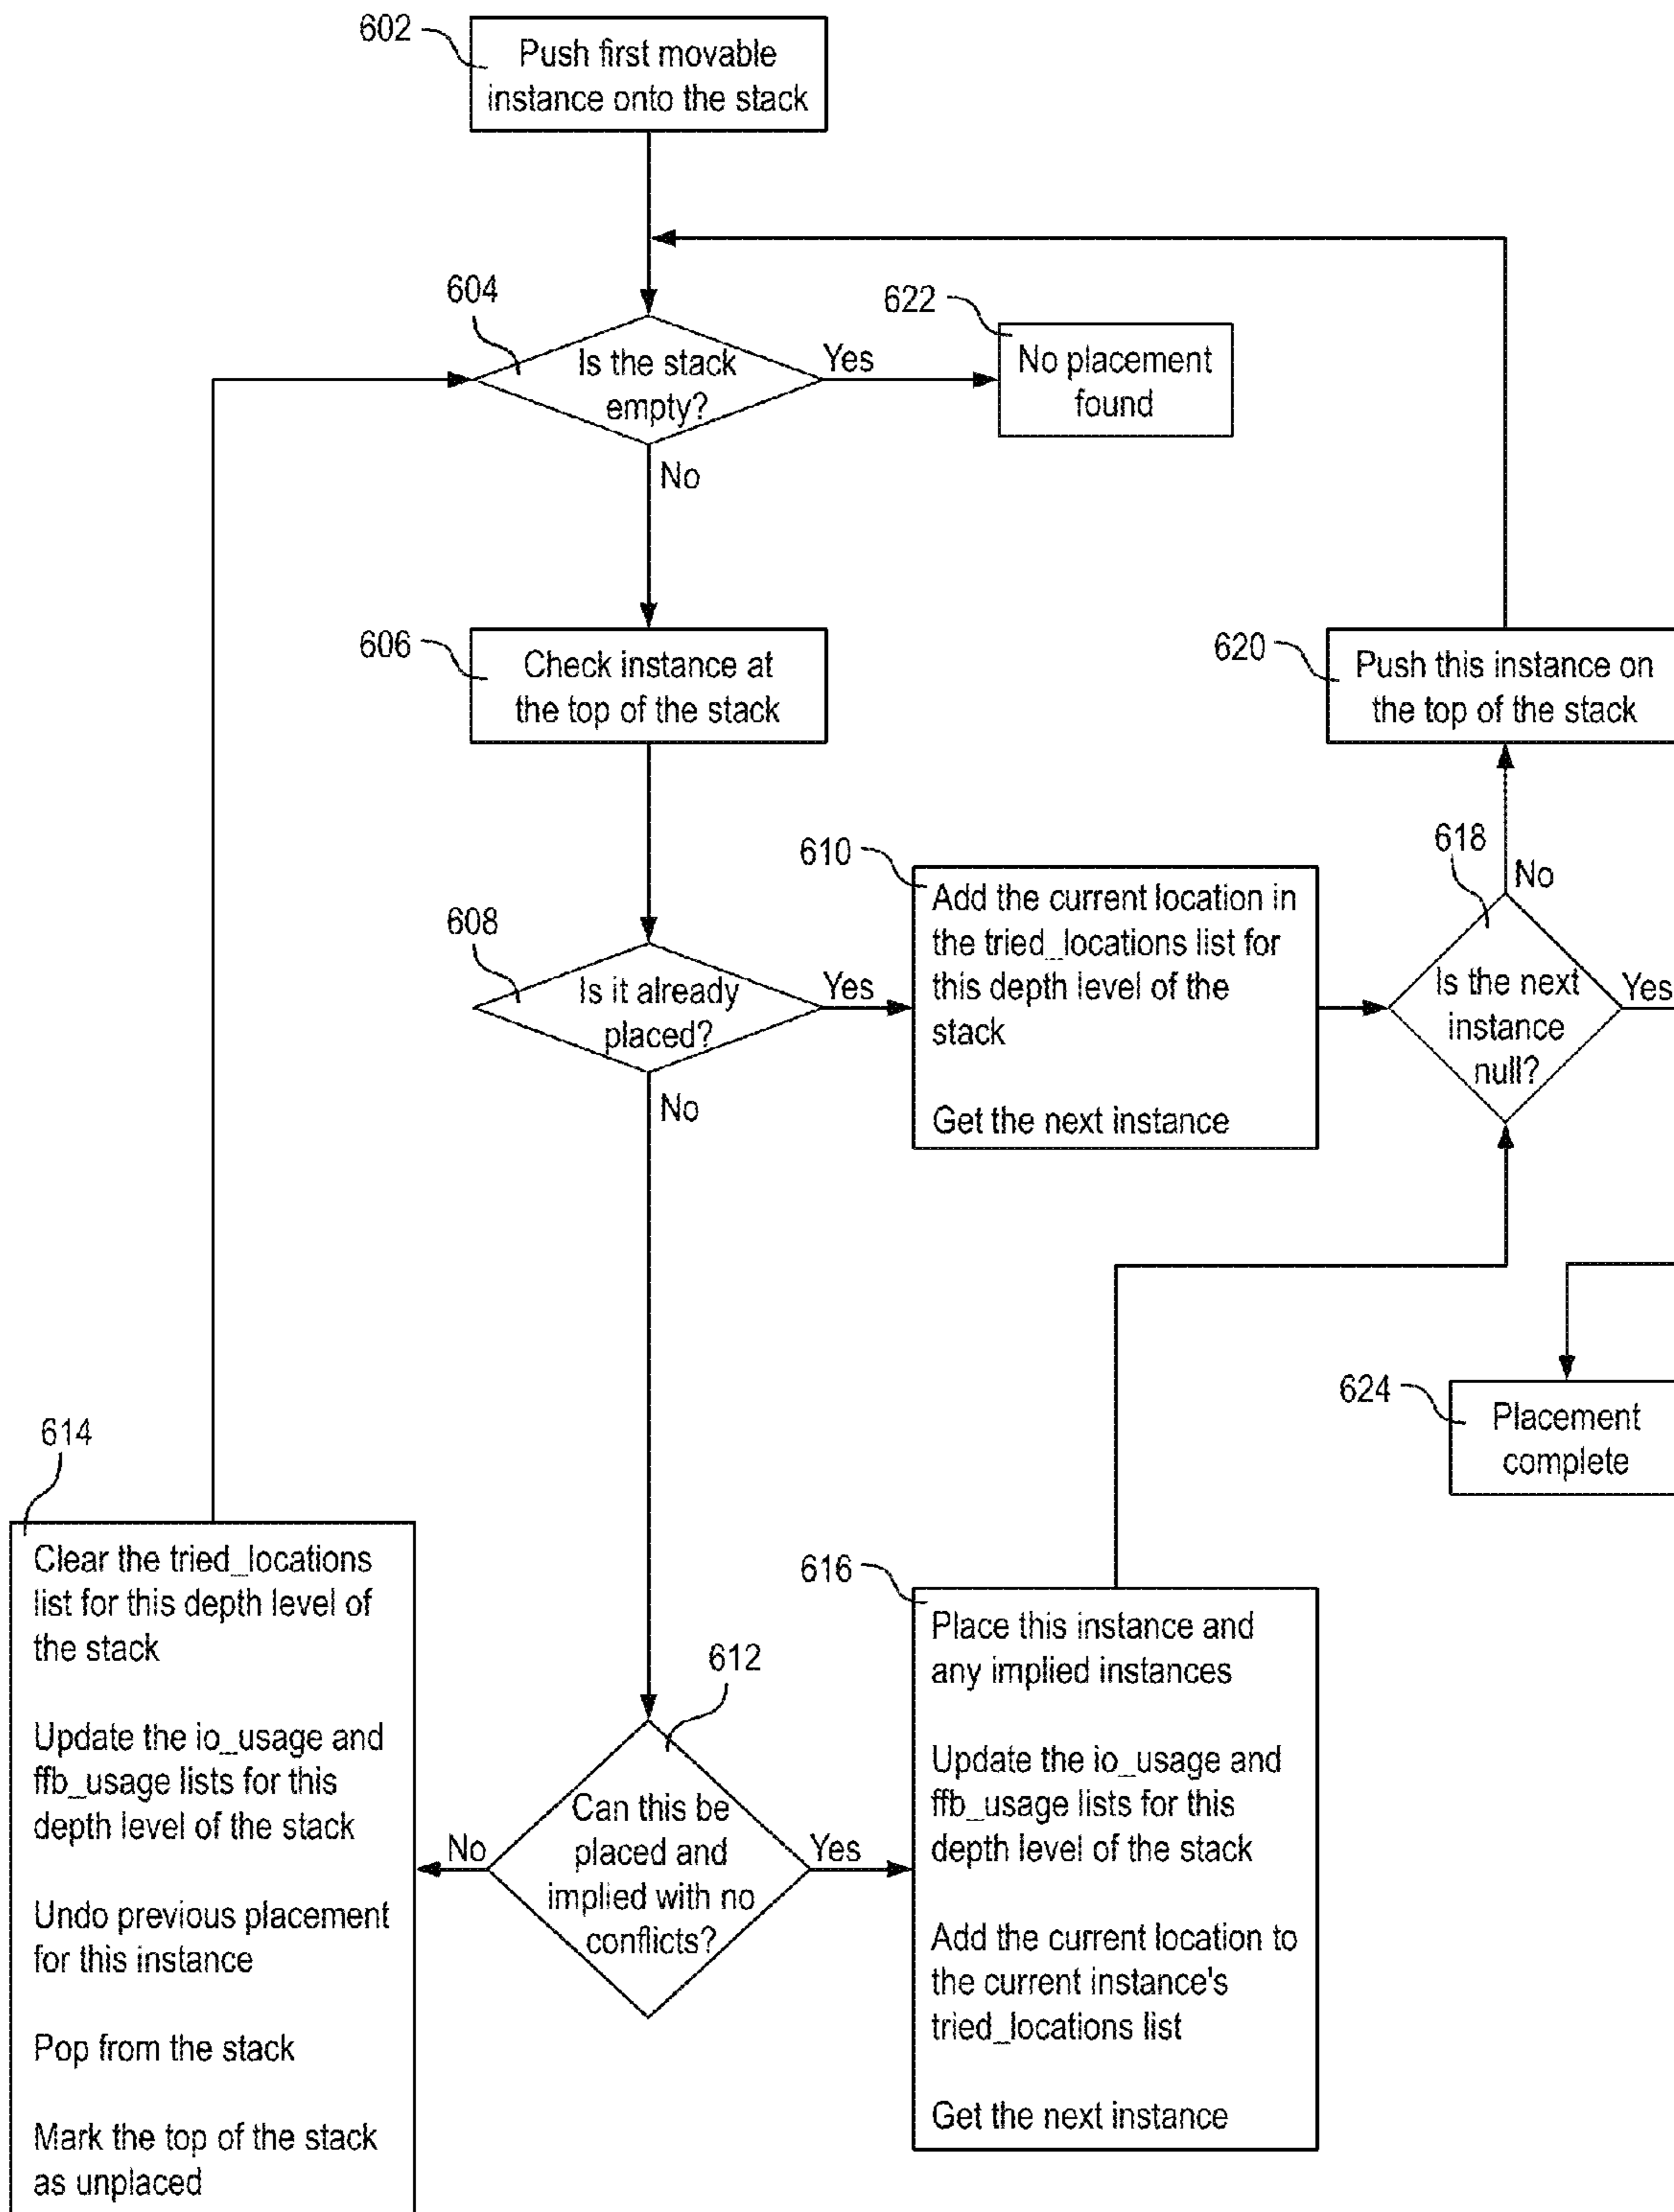 602
Push first movable
instance onto the stack
604
Is the stack
empty?
Yes
No
622
No placement
found
606
Check instance at
the top of the stack
620
Push this instance on
the top of the stack
608
Is it already
placed?
Yes
No
610
Add the current location in
the tried_locations list for
this depth level of the
stack
Get the next instance
618
No
Is the next
instance
null?
Yes
624
Placement
complete
614
Clear the tried_locations
list for this depth level of
the stack
Update the io_usage and
ffb_usage lists for this
depth level of the stack
Undo previous placement
for this instance
Pop from the stack
Mark the top of the stack
as unplaced
612
Can this be
placed and
implied with no
conflicts?
No
Yes
616
Place this instance and
any implied instances
Update the io_usage and
ffb_usage lists for this
depth level of the stack
Add the current location to
the current instance's
tried_locations list
Get the next instance